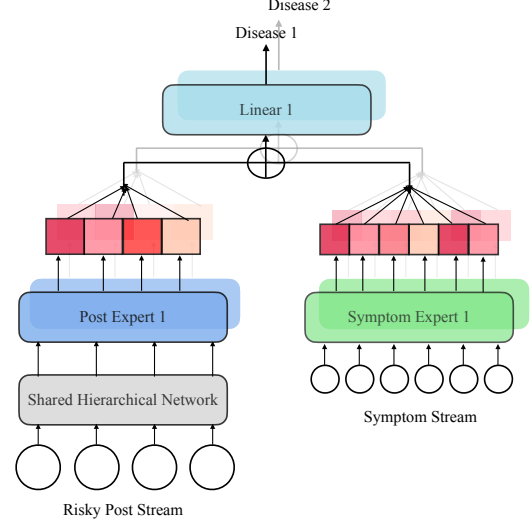 Disease 2
Disease 1
Linear 1
Post Expert 1
Symptom Expert 1
Shared Hierarchical Network
Symptom Stream
Risky Post Stream